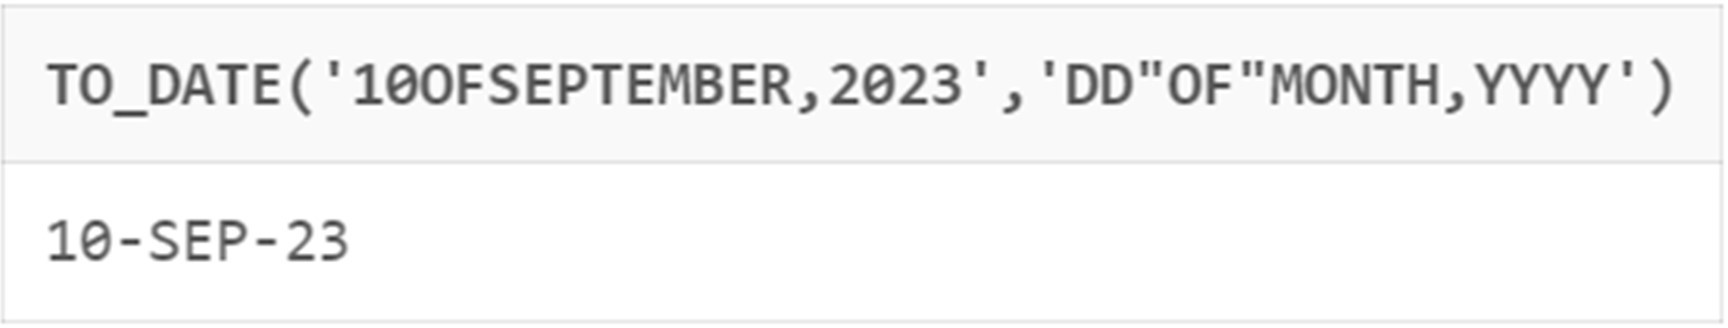 TO_DATE('10OFSEPTEMBER,2023','DD"OF"MONTH,YYYY')
10-SEP-23